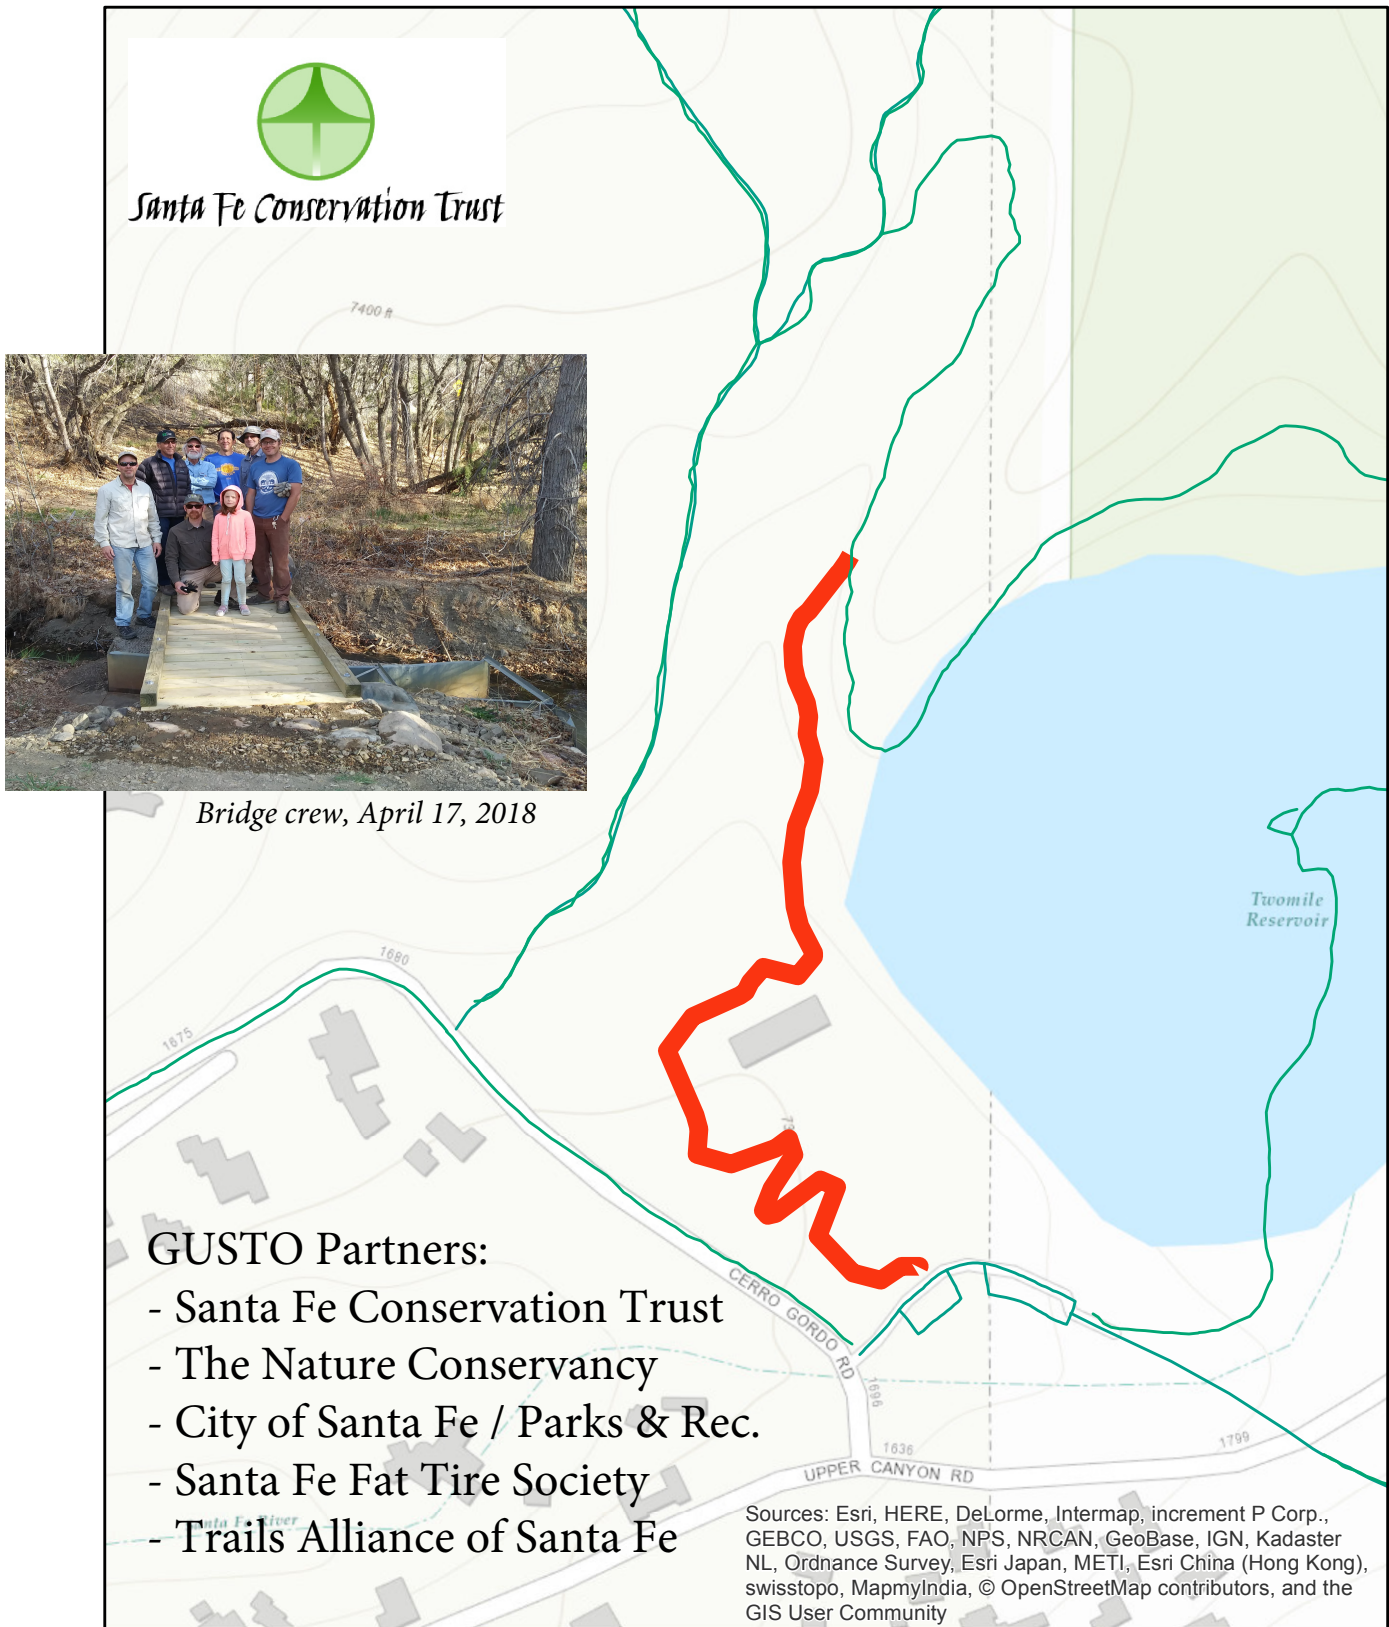 Santa Fe Conservation Trust
7400 ft
Bridge crew, April 17, 2018
Twomile
Reservoir
1680
1675
GUSTO Partners:
- Santa Fe Conservation Trust
- The Nature Conservancy
- City of Santa Fe / Parks & Rec.
- Santa Fe Fat Tire Society
- Trails Alliance of Santa Fe
CERRO GORDO RD
1696
1636
1799
UPPER CANYON RD
Santa Fe River
Sources: Esri, HERE, DeLorme, Intermap, increment P Corp.,
GEBCO, USGS, FAO, NPS, NRCAN, GeoBase, IGN, Kadaster
NL, Ordnance Survey, Esri Japan, METI, Esri China (Hong Kong),
swisstopo, MapmyIndia, © OpenStreetMap contributors, and the
GIS User Community